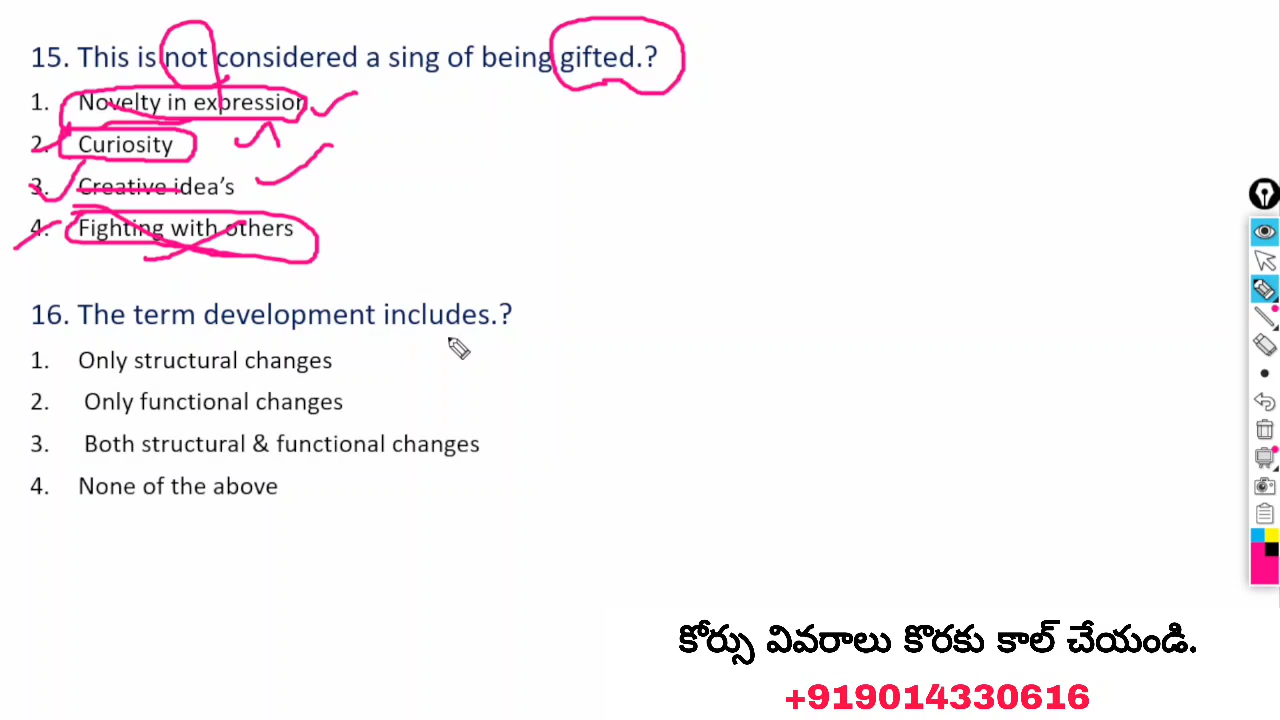 15. This is not considered a sing of being gifted.?
1. Novelty in expression
2. Curiosity
3. Creative idea's
4. Fighting with others
16. The term development includes.?
1. Only structural changes
2. Only functional changes
3. Both structural & functional changes
4. None of the above
కోర్సు వివరాలు కొరకు కాల్ చేయండి.
+919014330616